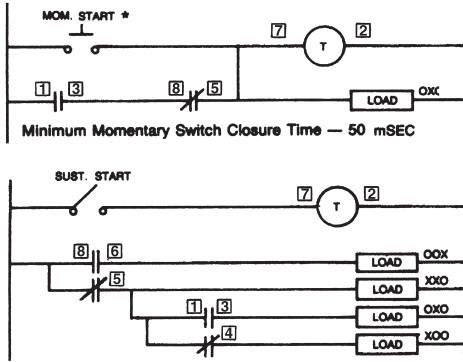 MOM. START *
7 T 2
1 3 8 5 LOAD OXO
Minimum Momentary Switch Closure Time — 50 mSEC
SUST. START
7 T 2
8 6 LOAD OOX
5 LOAD XXO
1 3 LOAD OXO
4 LOAD XOO